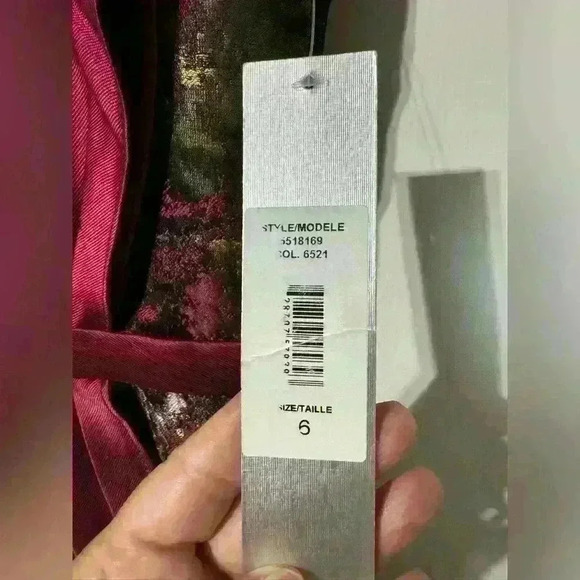 STYLE/MODELE
5518169
COL. 6521
SIZE/TAILLE
6